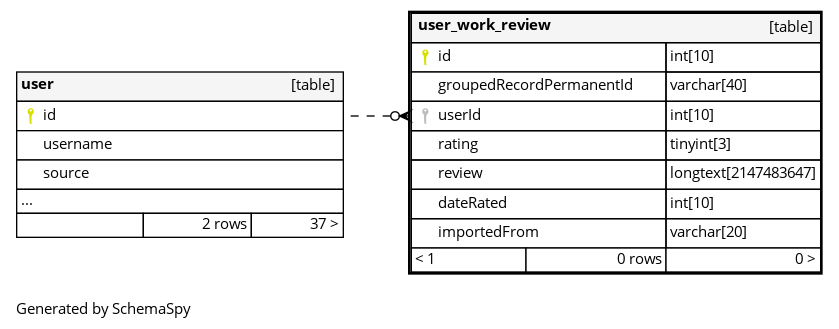 user [table]
id
username
source
...
2 rows 37 >
user_work_review [table]
id int[10]
groupedRecordPermanentId varchar[40]
userId int[10]
rating tinyint[3]
review longtext[2147483647]
dateRated int[10]
importedFrom varchar[20]
< 1 0 rows 0 >
Generated by SchemaSpy